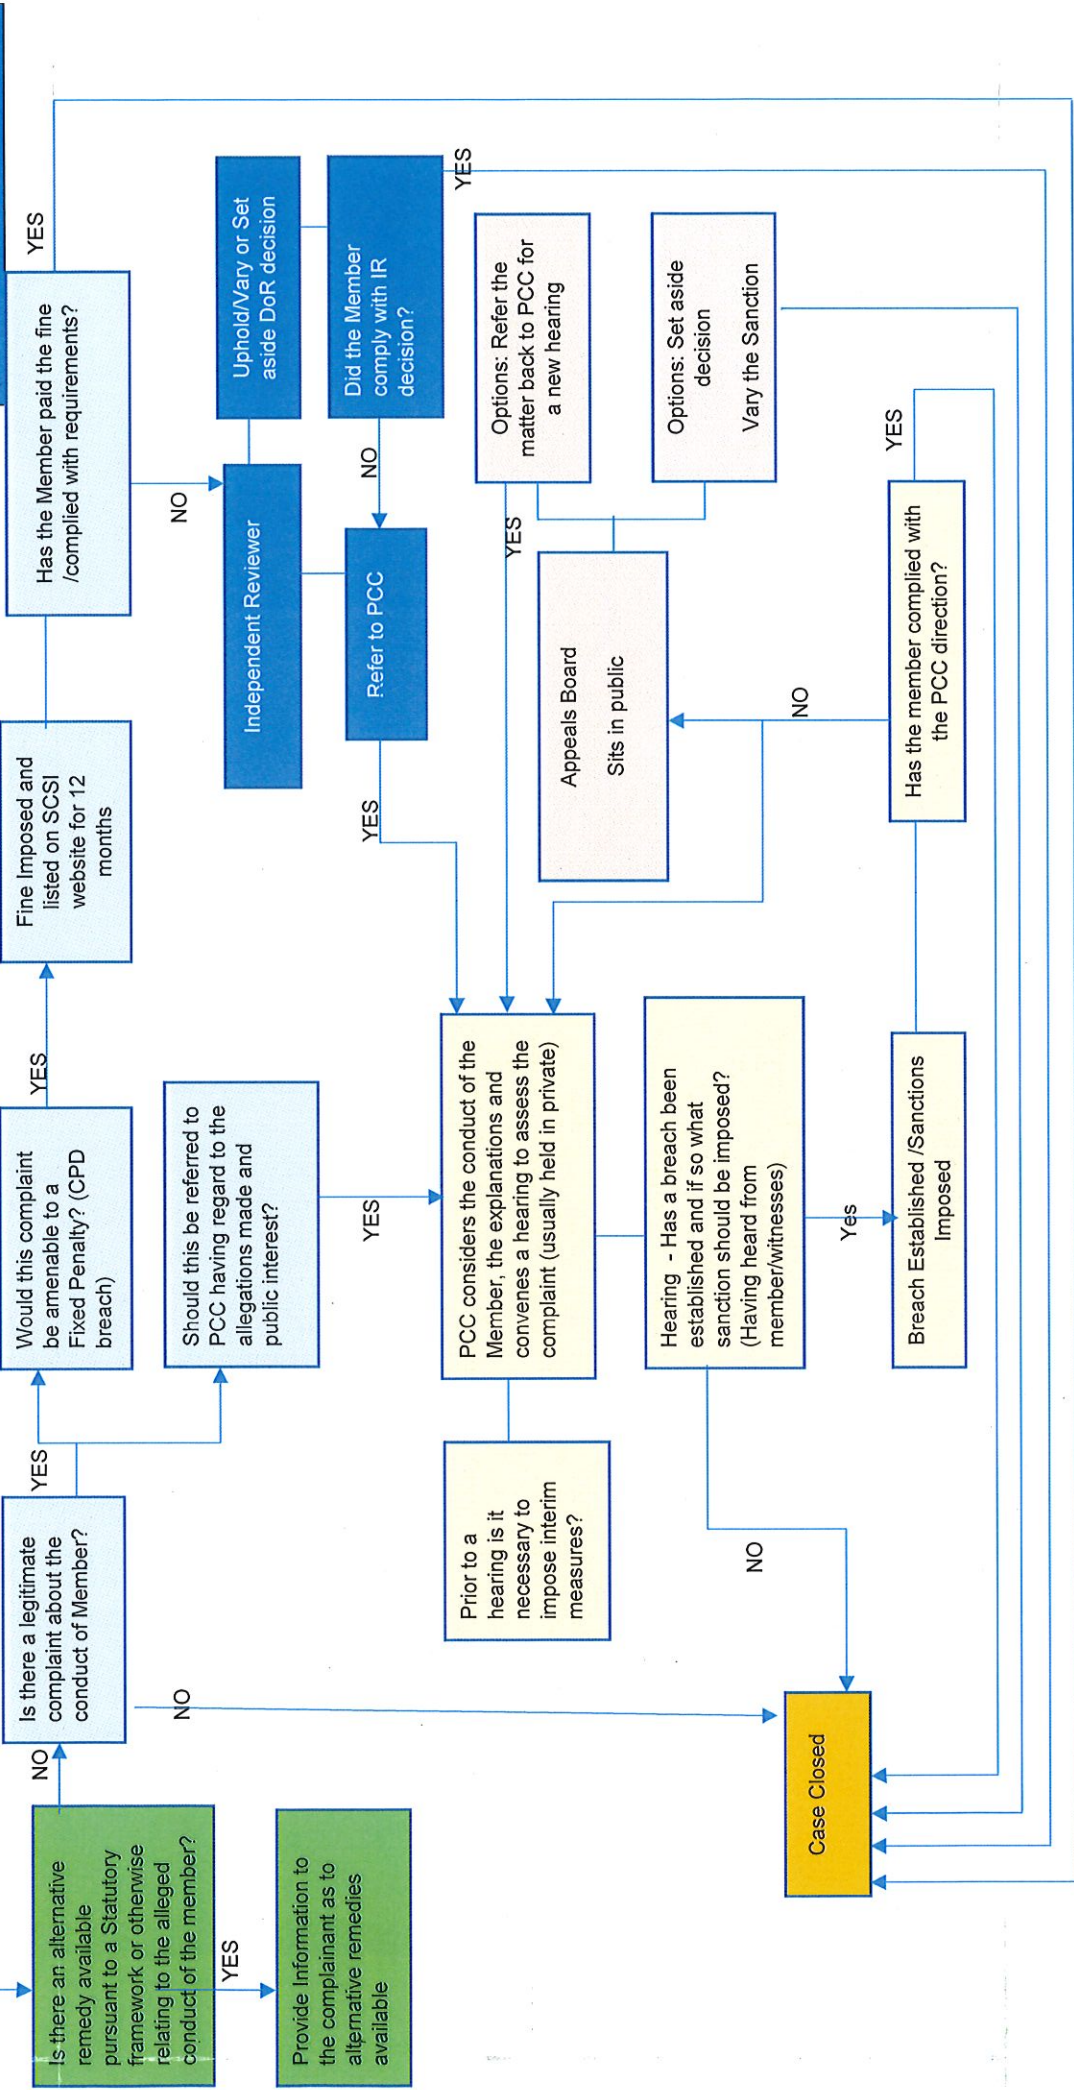 Is there an alternative
remedy available
pursuant to a Statutory
framework or otherwise
relating to the alleged
conduct of the member?
YES
Provide Information to
the complainant as to
alternative remedies
available
NO
Is there a legitimate
complaint about the
conduct of Member?
NO
YES
Would this complaint
be amenable to a
Fixed Penalty? (CPD
breach)
YES
Fine Imposed and
listed on SCSI
website for 12
months
Has the Member paid the fine
/complied with requirements?
YES
NO
Should this be referred to
PCC having regard to the
allegations made and
public interest?
YES
Independent Reviewer
Uphold/Vary or Set
aside DoR decision
Did the Member
comply with IR
decision?
YES
NO
Refer to PCC
YES
Prior to a
hearing is it
necessary to
impose interim
measures?
PCC considers the conduct of the
Member, the explanations and
convenes a hearing to assess the
complaint (usually held in private)
YES
Options: Refer the
matter back to PCC for
a new hearing
Appeals Board
Sits in public
Options: Set aside
decision
Vary the Sanction
Hearing - Has a breach been
established and if so what
sanction should be imposed?
(Having heard from
member/witnesses)
NO
Yes
NO
YES
Breach Established /Sanctions
Imposed
Has the member complied with
the PCC direction?
Case Closed